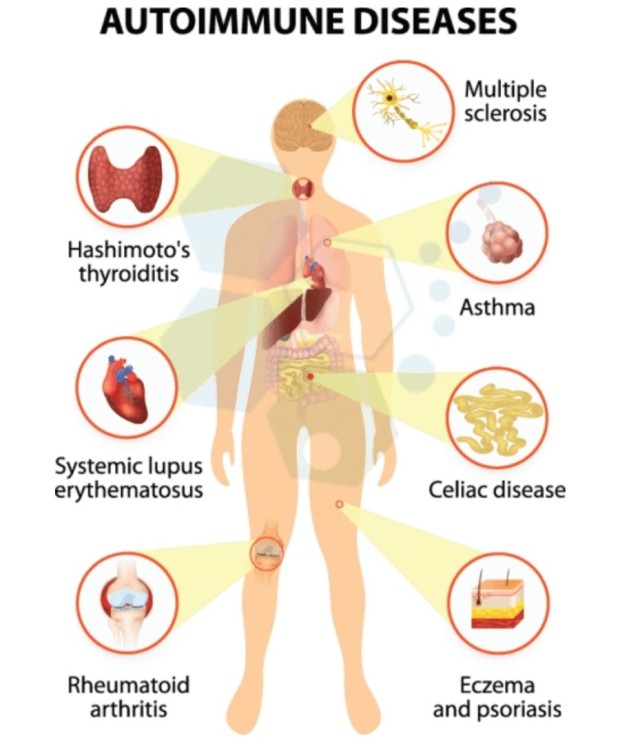 AUTOIMMUNE DISEASES
Multiple
sclerosis
Hashimoto's
thyroiditis
Asthma
Systemic lupus
erythematosus
Celiac disease
Rheumatoid
arthritis
Eczema
and psoriasis